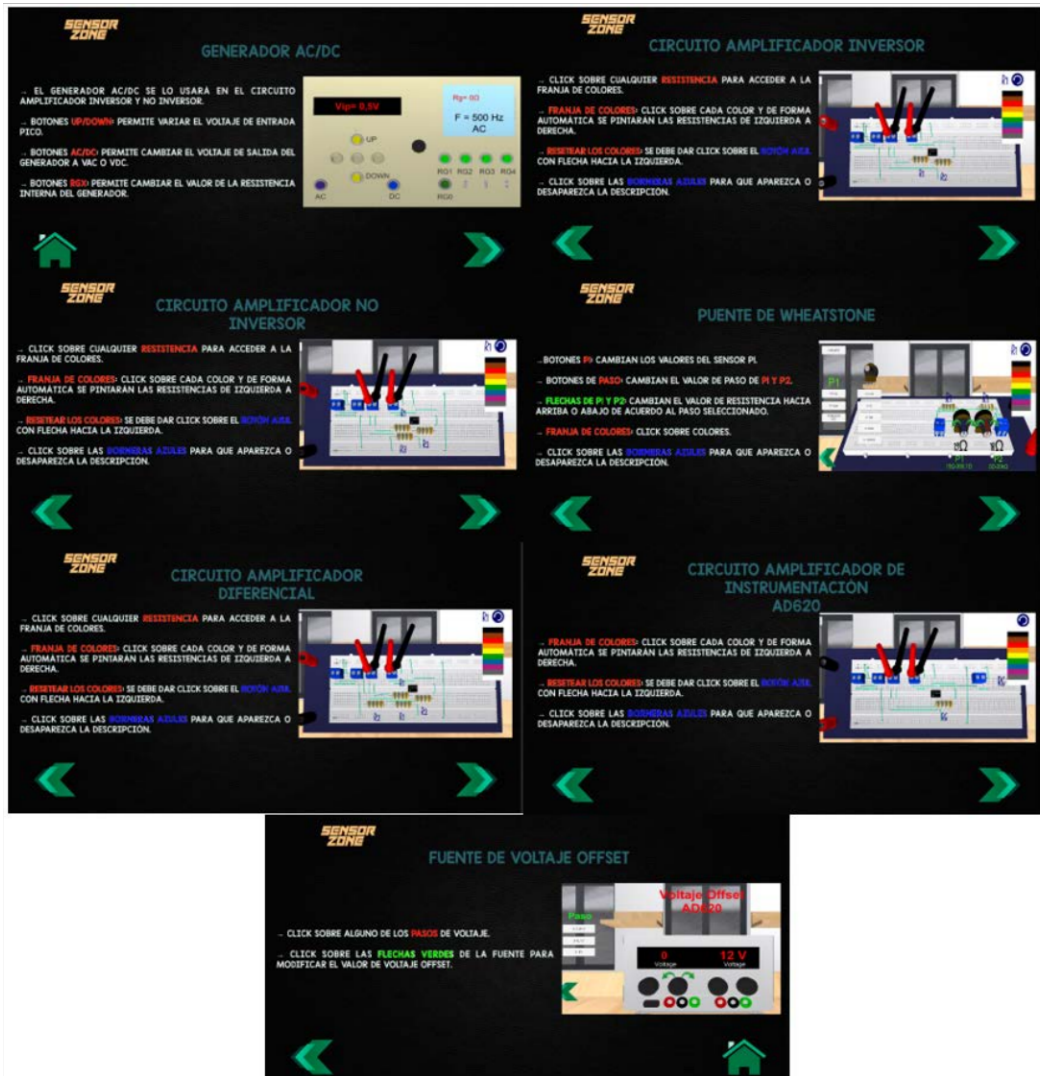 SENSOR
ZONE
GENERADOR AC/DC
→ EL GENERADOR AC/DC SE LO USARÁ EN EL CIRCUITO
AMPLIFICADOR INVERSOR Y NO INVERSOR.
→ BOTONES UP/DOWN: PERMITE VARIAR EL VOLTAJE DE ENTRADA
PICO.
→ BOTONES AC/DC: PERMITE CAMBIAR EL VOLTAJE DE SALIDA DEL
GENERADOR A VAC O VDC.
→ BOTONES RGX: PERMITE CAMBIAR EL VALOR DE LA RESISTENCIA
INTERNA DEL GENERADOR.
Vip= 0,5V
Rg= 0Ω
F = 500 Hz
AC
UP
DOWN
RG1 RG2 RG3 RG4
AC
DC
RG0
SENSOR
ZONE
CIRCUITO AMPLIFICADOR INVERSOR
→ CLICK SOBRE CUALQUIER RESISTENCIA PARA ACCEDER A LA
FRANJA DE COLORES.
→ FRANJA DE COLORES: CLICK SOBRE CADA COLOR Y DE FORMA
AUTOMÁTICA SE PINTARÁN LAS RESISTENCIAS DE IZQUIERDA A
DERECHA.
→ RESETEAR LOS COLORES: SE DEBE DAR CLICK SOBRE EL BOTÓN AZUL
CON FLECHA HACIA LA IZQUIERDA.
→ CLICK SOBRE LAS BORNERAS AZULES PARA QUE APAREZCA O
DESAPAREZCA LA DESCRIPCIÓN.
SENSOR
ZONE
CIRCUITO AMPLIFICADOR NO
INVERSOR
→ CLICK SOBRE CUALQUIER RESISTENCIA PARA ACCEDER A LA
FRANJA DE COLORES.
→ FRANJA DE COLORES: CLICK SOBRE CADA COLOR Y DE FORMA
AUTOMÁTICA SE PINTARÁN LAS RESISTENCIAS DE IZQUIERDA A
DERECHA.
→ RESETEAR LOS COLORES: SE DEBE DAR CLICK SOBRE EL BOTÓN AZUL
CON FLECHA HACIA LA IZQUIERDA.
→ CLICK SOBRE LAS BORNERAS AZULES PARA QUE APAREZCA O
DESAPAREZCA LA DESCRIPCIÓN.
SENSOR
ZONE
PUENTE DE WHEATSTONE
→ BOTONES P1: CAMBIAN LOS VALORES DEL SENSOR P1.
→ BOTONES DE PASO: CAMBIAN EL VALOR DE PASO DE P1 Y P2.
→ FLECHAS DE P1 Y P2: CAMBIAN EL VALOR DE RESISTENCIA HACIA
ARRIBA O ABAJO DE ACUERDO AL PASO SELECCIONADO.
→ FRANJA DE COLORES: CLICK SOBRE COLORES.
→ CLICK SOBRE LAS BORNERAS AZULES PARA QUE APAREZCA O
DESAPAREZCA LA DESCRIPCIÓN.
P1
P1
P2
SENSOR
ZONE
CIRCUITO AMPLIFICADOR
DIFERENCIAL
→ CLICK SOBRE CUALQUIER RESISTENCIA PARA ACCEDER A LA
FRANJA DE COLORES.
→ FRANJA DE COLORES: CLICK SOBRE CADA COLOR Y DE FORMA
AUTOMÁTICA SE PINTARÁN LAS RESISTENCIAS DE IZQUIERDA A
DERECHA.
→ RESETEAR LOS COLORES: SE DEBE DAR CLICK SOBRE EL BOTÓN AZUL
CON FLECHA HACIA LA IZQUIERDA.
→ CLICK SOBRE LAS BORNERAS AZULES PARA QUE APAREZCA O
DESAPAREZCA LA DESCRIPCIÓN.
SENSOR
ZONE
CIRCUITO AMPLIFICADOR DE
INSTRUMENTACIÓN
AD620
→ FRANJA DE COLORES: CLICK SOBRE CADA COLOR Y DE FORMA
AUTOMÁTICA SE PINTARÁN LAS RESISTENCIAS DE IZQUIERDA A
DERECHA.
→ RESETEAR LOS COLORES: SE DEBE DAR CLICK SOBRE EL BOTÓN AZUL
CON FLECHA HACIA LA IZQUIERDA.
→ CLICK SOBRE LAS BORNERAS AZULES PARA QUE APAREZCA O
DESAPAREZCA LA DESCRIPCIÓN.
SENSOR
ZONE
FUENTE DE VOLTAJE OFFSET
→ CLICK SOBRE ALGUNO DE LOS PASOS DE VOLTAJE.
→ CLICK SOBRE LAS FLECHAS VERDES DE LA FUENTE PARA
MODIFICAR EL VALOR DE VOLTAJE OFFSET.
Voltaje Offset
AD620
Paso
0
Voltage
12 V
Voltage